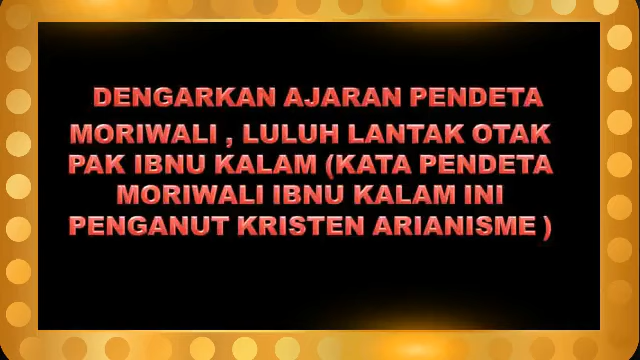 DENGARKAN AJARAN PENDETA
MORIWALI , LULUH LANTAK OTAK
PAK IBNU KALAM (KATA PENDETA
MORIWALI IBNU KALAM INI
PENGANUT KRISTEN ARIANISME )